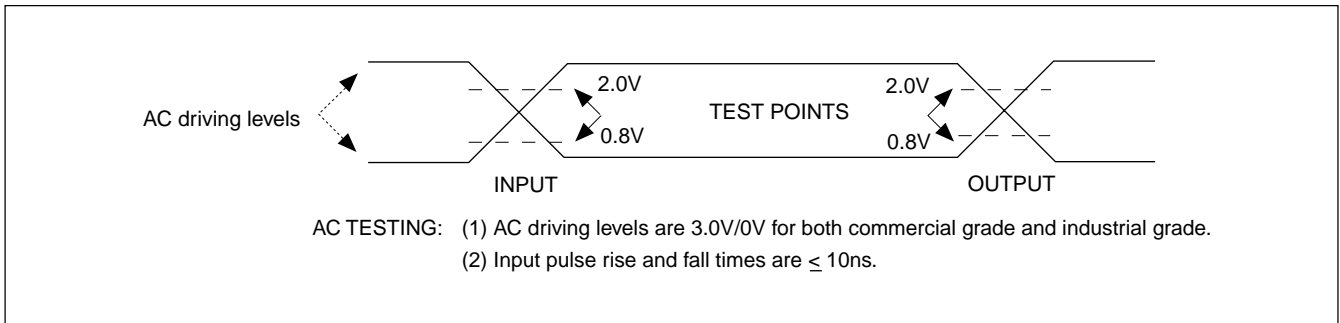 AC driving levels
2.0V
0.8V
TEST POINTS
2.0V
0.8V
INPUT
OUTPUT
AC TESTING: (1) AC driving levels are 3.0V/0V for both commercial grade and industrial grade.
(2) Input pulse rise and fall times are ≤ 10ns.